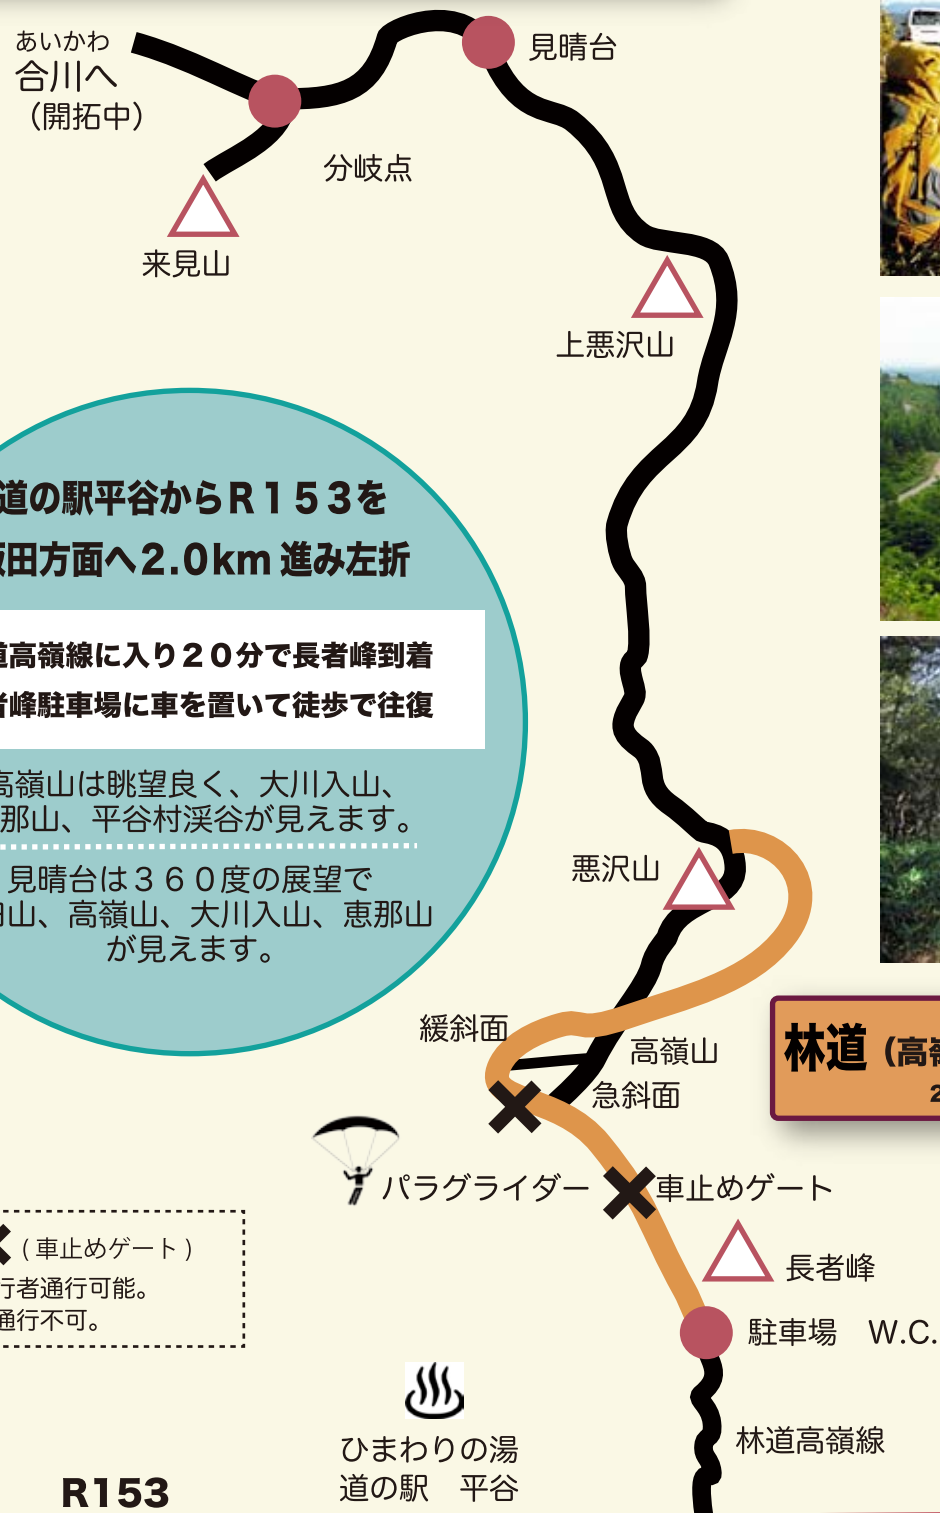 あいかわ
合川へ
（開拓中）
見晴台
分岐点
来見山
上悪沢山
道の駅平谷からR１５３を
飯田方面へ2.0km 進み左折
道高嶺線に入り２０分で長者峰到着
者峰駐車場に車を置いて徒歩で往復
高嶺山は眺望良く、大川入山、
那山、平谷村渓谷が見えます。
見晴台は３６０度の展望で
山、高嶺山、大川入山、恵那山
が見えます。
悪沢山
緩斜面
高嶺山
急斜面
林道（高嶺
2
パラグライダー
車止めゲート
（車止めゲート）
行者通行可能。
通行不可。
長者峰
駐車場　W.C.
ひまわりの湯
道の駅　平谷
林道高嶺線
R153